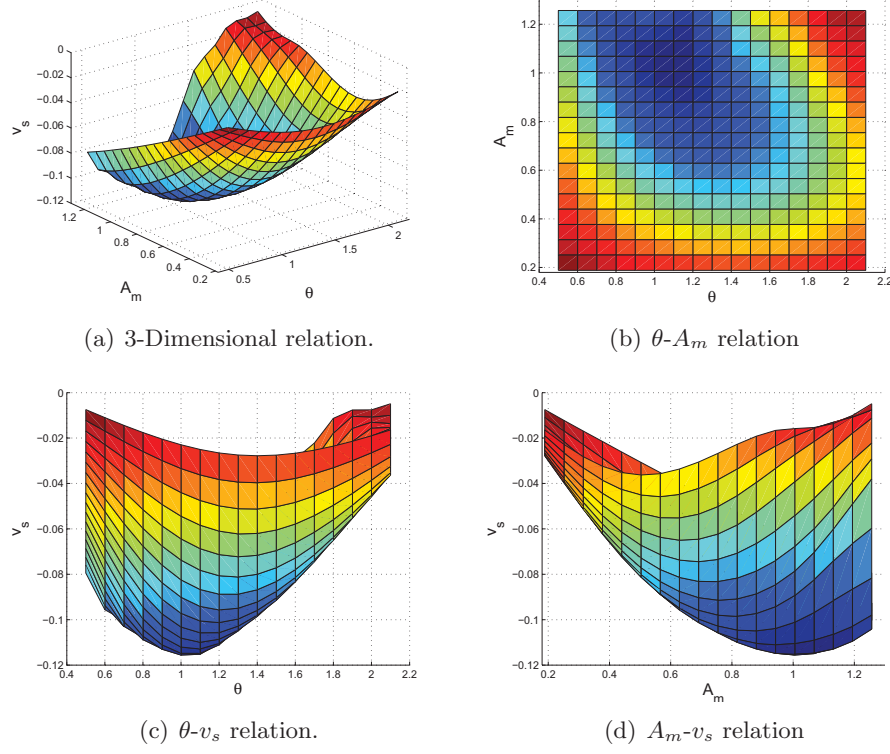 0
−0.02
−0.04
−0.06
−0.08
−0.1
−0.12
v_s
1.2
1
0.8
0.6
0.4
0.2
A_m
0.5
1
1.5
2
θ
(a) 3-Dimensional relation.
1.2
1
0.8
0.6
0.4
0.2
A_m
0.4 0.6 0.8 1.0 1.2 1.4 1.6 1.8 2 2.2
θ
(b) θ-A_m relation
0
−0.02
−0.04
−0.06
−0.08
−0.1
−0.12
v_s
0.4 0.6 0.8 1.0 1.2 1.4 1.6 1.8 2.0 2.2
θ
(c) θ-v_s relation.
0
−0.02
−0.04
−0.06
−0.08
−0.1
−0.12
v_s
0.2 0.4 0.6 0.8 1.0 1.2
A_m
(d) A_m-v_s relation